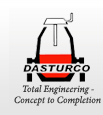 DASTURCO
Total Engineering -
Concept to Completion